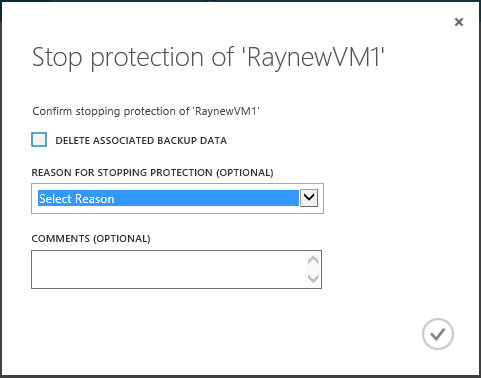 Stop protection of 'RaynewVM1'
Confirm stopping protection of 'RaynewVM1'
DELETE ASSOCIATED BACKUP DATA
REASON FOR STOPPING PROTECTION (OPTIONAL)
Select Reason
COMMENTS (OPTIONAL)